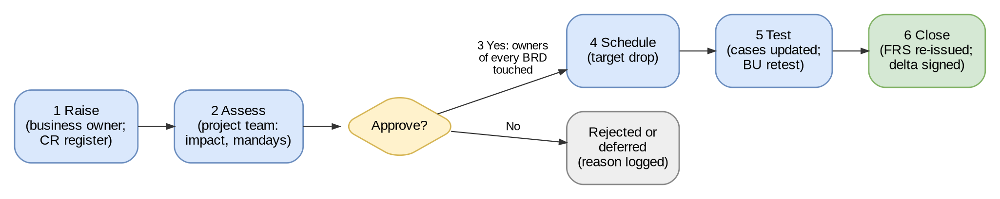 1 Raise
(business owner;
CR register)
2 Assess
(project team:
impact, mandays)
Approve?
3 Yes: owners
of every BRD
touched
No
4 Schedule
(target drop)
5 Test
(cases updated;
BU retest)
6 Close
(FRS re-issued;
delta signed)
Rejected or
deferred
(reason logged)